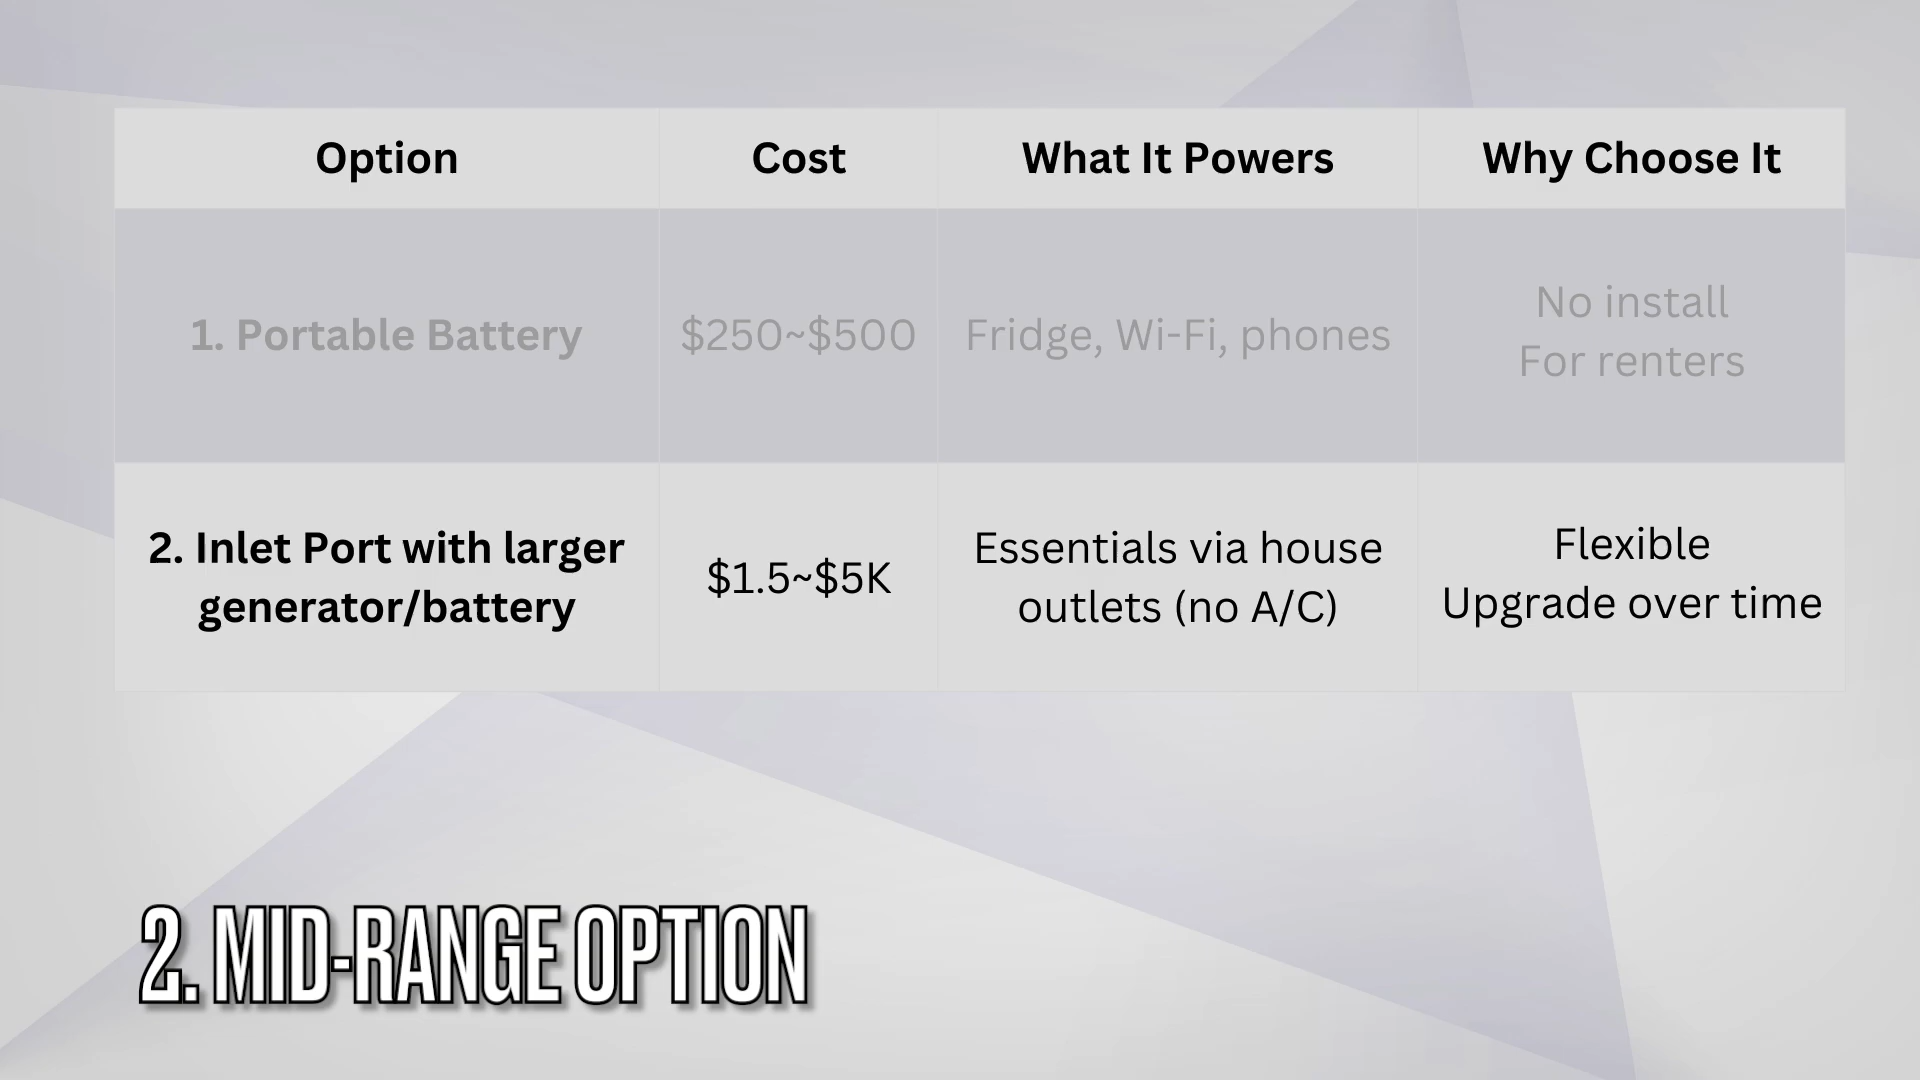 Option Cost What It Powers Why Choose It
1. Portable Battery $250~$500 Fridge, Wi-Fi, phones No install
For renters
2. Inlet Port with larger
generator/battery
$1.5~$5K
Essentials via house
outlets (no A/C)
Flexible
Upgrade over time
2. MID-RANGE OPTION